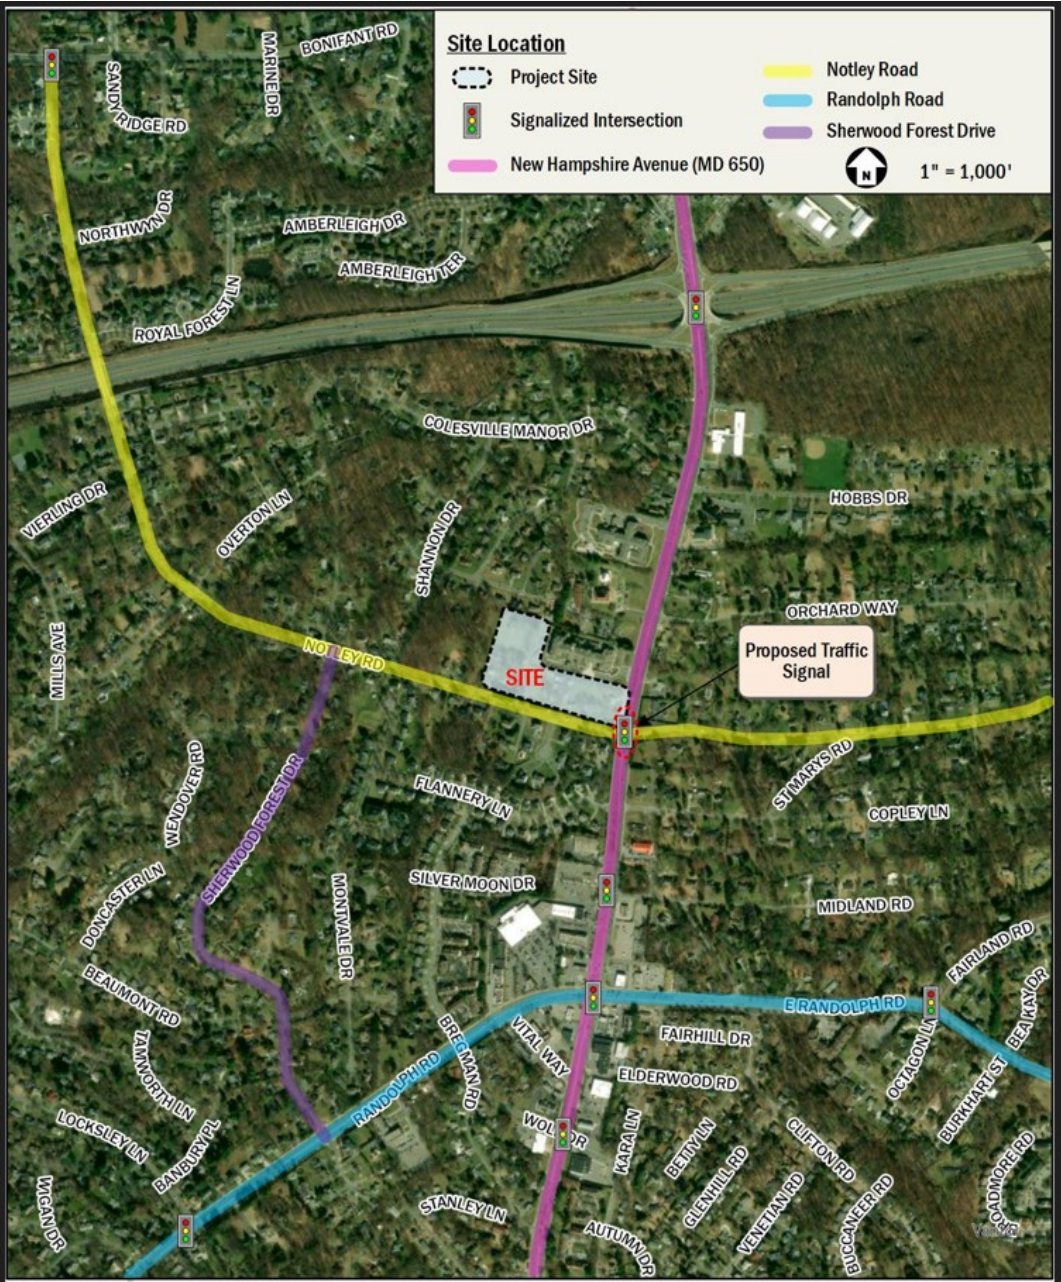 Site Location
Project Site
Signalized Intersection
New Hampshire Avenue (MD 650)
Notley Road
Randolph Road
Sherwood Forest Drive
N
1" = 1,000'
BONIFANT RD
MARINE DR
SANDY RIDGE RD
NORTHWYN DR
AMBERLEIGH DR
AMBERLEIGH TER
ROYAL FOREST LN
COLESVILLE MANOR DR
VIERLING DR
OVERTON LN
SHANNON DR
HOBBS DR
ORCHARD WAY
MILLS AVE
NOTLEY RD
SITE
Proposed Traffic
Signal
ST MARYS RD
WENDOVER RD
SHERWOOD FOREST DR
FLANNERY LN
COPLEY LN
DONCASTER LN
MONTVALE DR
SILVER MOON DR
MIDLAND RD
FAIRLAND RD
BEAUMONT RD
E RANDOLPH RD
BEA KAY DR
TAMWORTH LN
BREGMAN RD
VITAL WAY
FAIRHILL DR
OCTAGON LN
RANDOLPH RD
ELDERWOOD RD
BURKHART ST
LOCKSLEY LN
BANBURY PL
KARA LN
BETHY LN
CLIFTON RD
WIGAN DR
STANLEY LN
AUTUMN DR
GLENHILL RD
VENETIAN RD
BUCCANEER RD